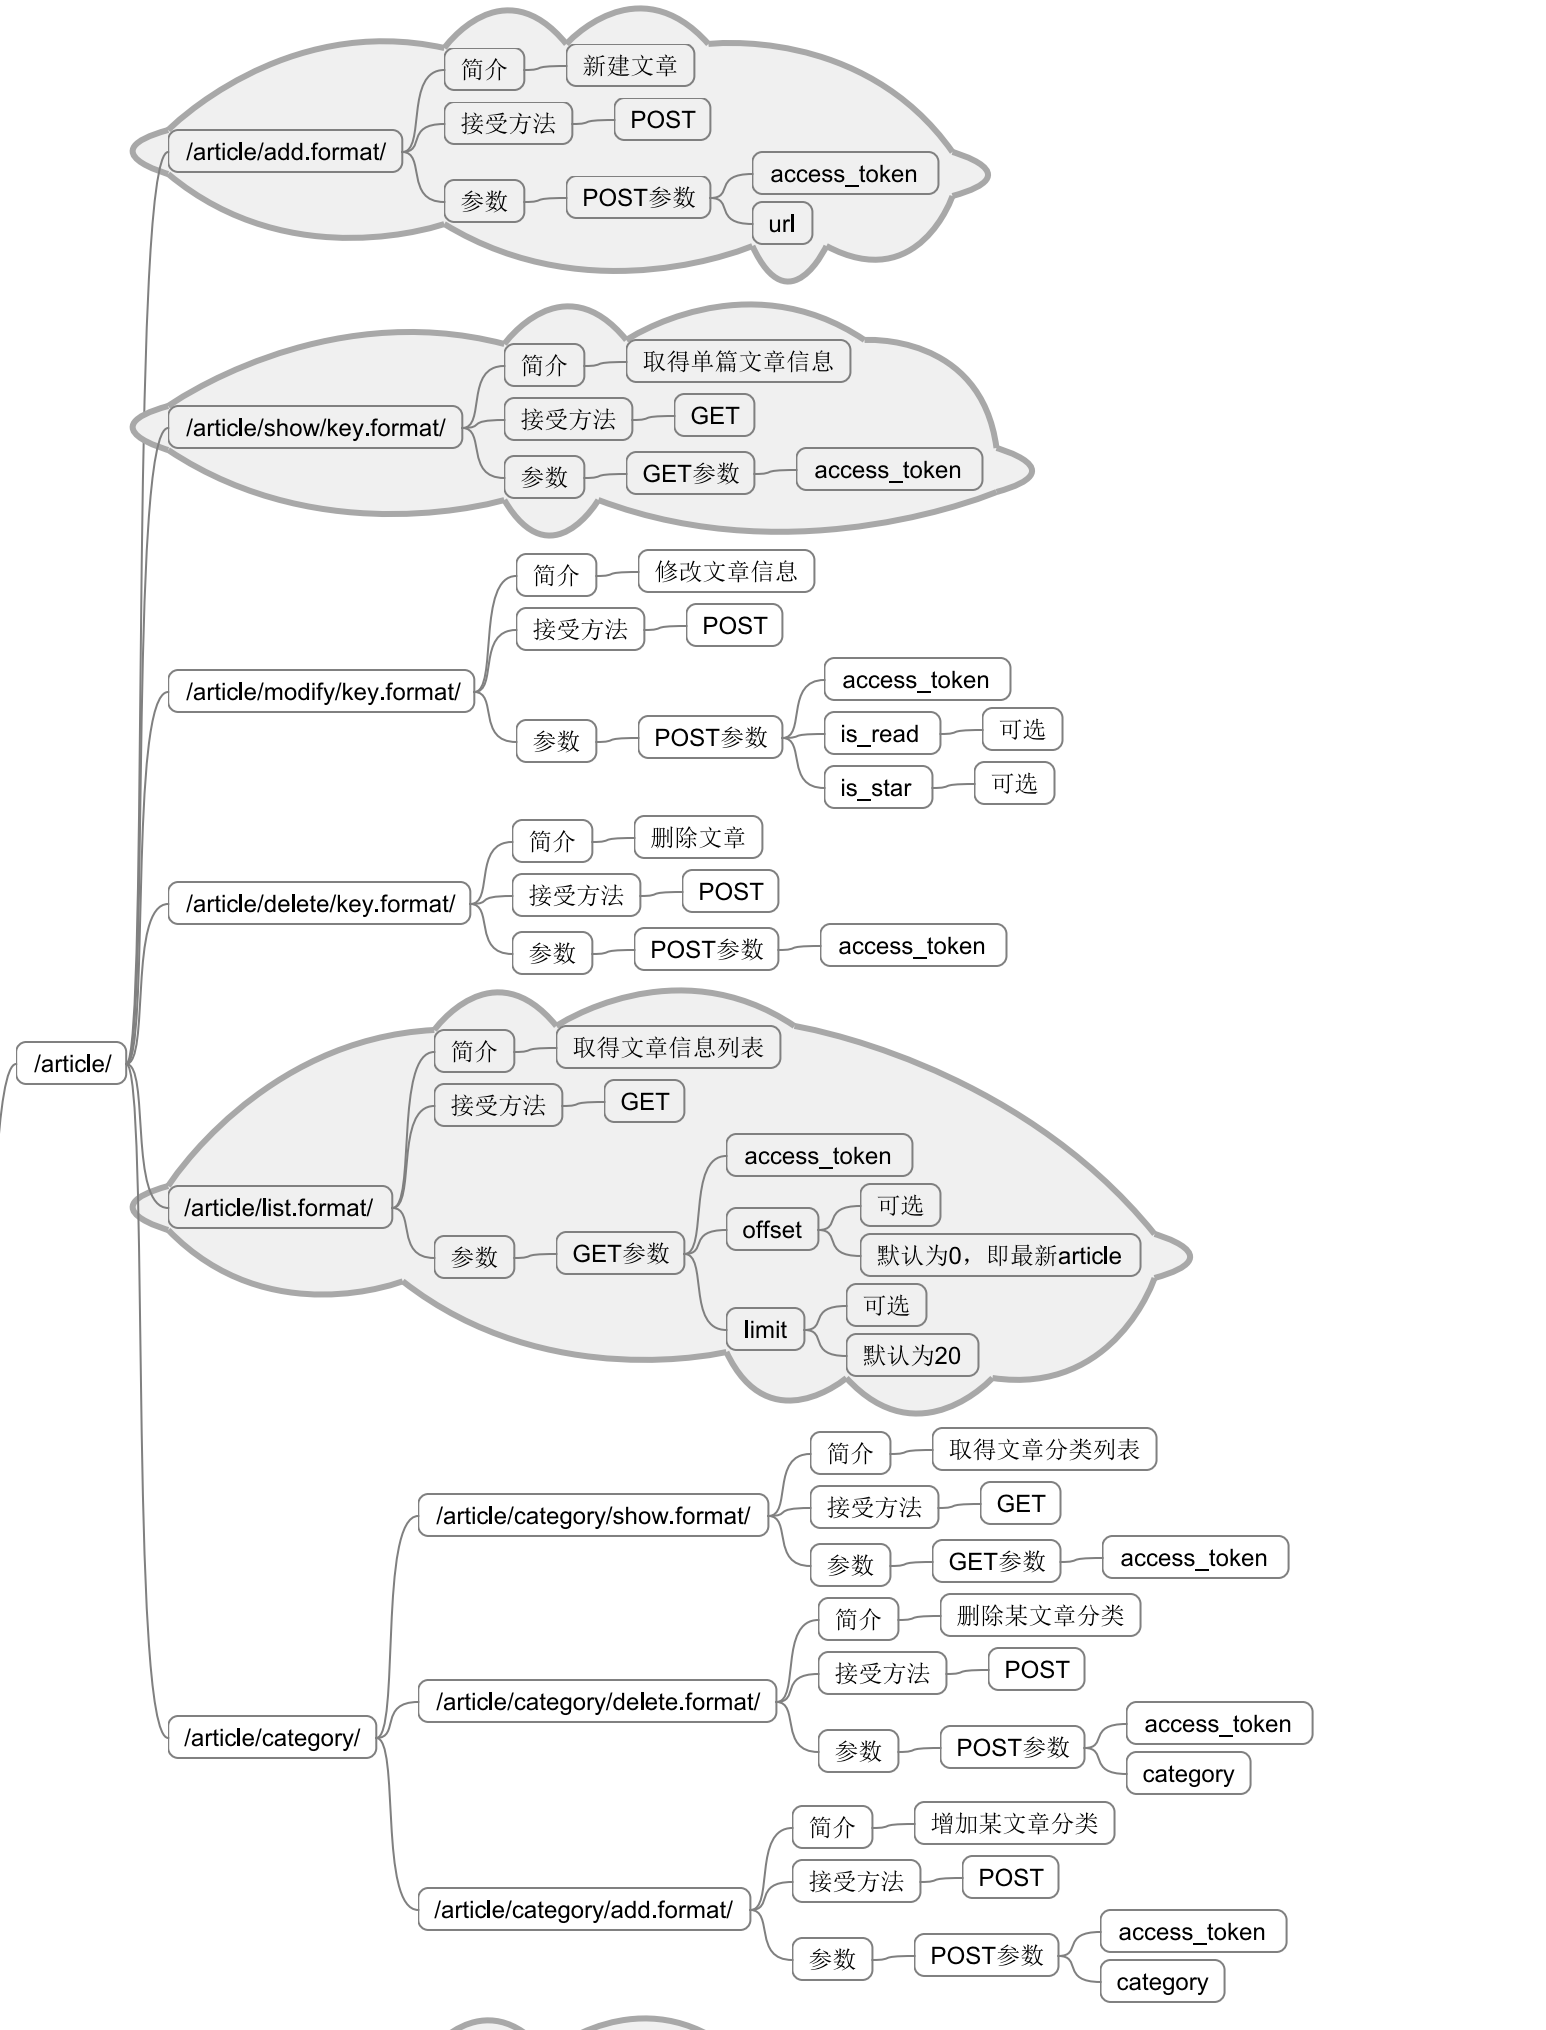 /article/
/article/add.format/
简介
新建文章
接受方法
POST
参数
POST参数
access_token
url
/article/show/key.format/
简介
取得单篇文章信息
接受方法
GET
参数
GET参数
access_token
/article/modify/key.format/
简介
修改文章信息
接受方法
POST
参数
POST参数
access_token
is_read
可选
is_star
可选
/article/delete/key.format/
简介
删除文章
接受方法
POST
参数
POST参数
access_token
/article/list.format/
简介
取得文章信息列表
接受方法
GET
参数
GET参数
access_token
offset
可选
默认为0，即最新article
limit
可选
默认为20
/article/category/
/article/category/show.format/
简介
取得文章分类列表
接受方法
GET
参数
GET参数
access_token
/article/category/delete.format/
简介
删除某文章分类
接受方法
POST
参数
POST参数
access_token
category
/article/category/add.format/
简介
增加某文章分类
接受方法
POST
参数
POST参数
access_token
category